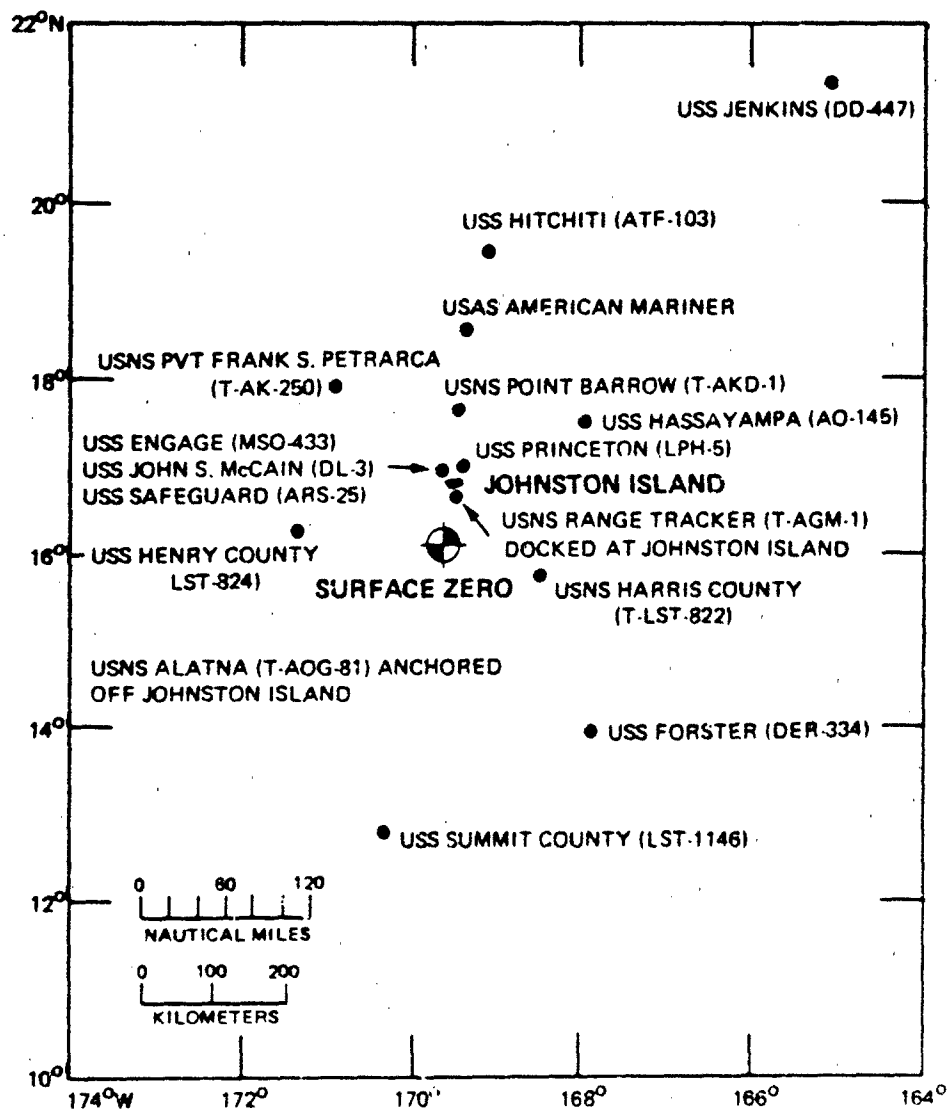 22°N
USS JENKINS (DD-447)
20°
USS HITCHITI (ATF-103)
USAS AMERICAN MARINER
USNS PVT FRANK S. PETRARCA
(T-AK-250)
18°
USNS POINT BARROW (T-AKD-1)
USS HASSAYAMPA (AO-145)
USS ENGAGE (MSO-433)
USS JOHN S. McCAIN (DL-3)
USS SAFEGUARD (ARS-25)
USS PRINCETON (LPH-5)
JOHNSTON ISLAND
USNS RANGE TRACKER (T-AGM-1)
DOCKED AT JOHNSTON ISLAND
16°
USS HENRY COUNTY
LST-824)
SURFACE ZERO
USNS HARRIS COUNTY
(T-LST-822)
USNS ALATNA (T-AOG-81) ANCHORED
OFF JOHNSTON ISLAND
14°
USS FORSTER (DER-334)
USS SUMMIT COUNTY (LST-1146)
12°
0 60 120
NAUTICAL MILES
0 100 200
KILOMETERS
10°
174°W 172° 170° 168° 166° 164°